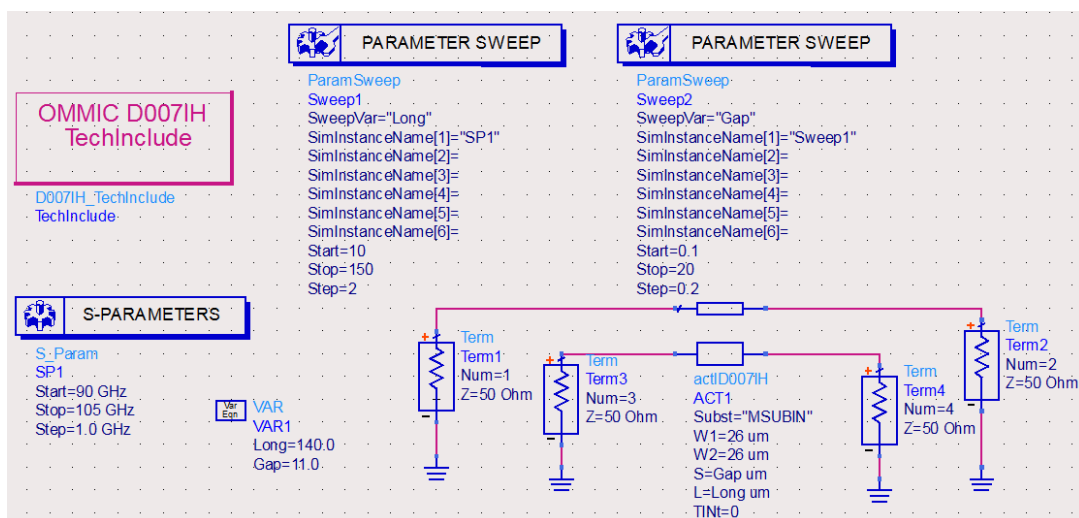 PARAMETER SWEEP
ParamSweep
Sweep1
SweepVar="Long"
SimInstanceName[1]="SP1"
SimInstanceName[2]=
SimInstanceName[3]=
SimInstanceName[4]=
SimInstanceName[5]=
SimInstanceName[6]=
Start=10
Stop=150
Step=2
PARAMETER SWEEP
ParamSweep
Sweep2
SweepVar="Gap"
SimInstanceName[1]="Sweep1"
SimInstanceName[2]=
SimInstanceName[3]=
SimInstanceName[4]=
SimInstanceName[5]=
SimInstanceName[6]=
Start=0.1
Stop=20
Step=0.2
OMMIC D007IH
TechInclude
D007IH_TechInclude
TechInclude
S-PARAMETERS
S_Param
SP1
Start=90 GHz
Stop=105 GHz
Step=1.0 GHz
Var
Eqn
VAR
VAR1
Long=140.0
Gap=11.0
Term
Term1
Num=1
Z=50 Ohm
Term
Term3
Num=3
Z=50 Ohm
actlD007IH
ACT1
Subst="MSUBIN"
W1=26 um
W2=26 um
S=Gap um
L=Long um
TINt=0
Term
Term4
Num=4
Z=50 Ohm
Term
Term2
Num=2
Z=50 Ohm